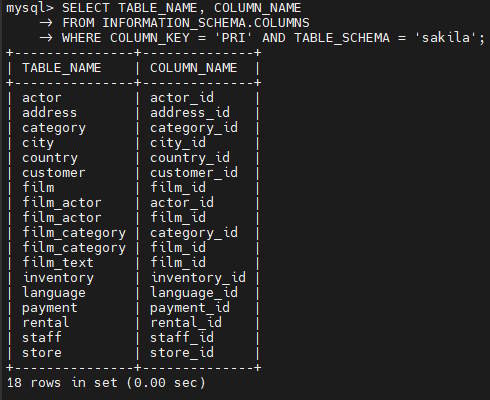 mysql> SELECT TABLE_NAME, COLUMN_NAME
    -> FROM INFORMATION_SCHEMA.COLUMNS
    -> WHERE COLUMN_KEY = 'PRI' AND TABLE_SCHEMA = 'sakila';
+---------------+--------------+
| TABLE_NAME    | COLUMN_NAME  |
+---------------+--------------+
| actor         | actor_id     |
| address       | address_id   |
| category      | category_id  |
| city          | city_id      |
| country       | country_id   |
| customer      | customer_id  |
| film          | film_id      |
| film_actor    | actor_id     |
| film_actor    | film_id      |
| film_category | category_id  |
| film_category | film_id      |
| film_text     | film_id      |
| inventory     | inventory_id |
| language      | language_id  |
| payment       | payment_id   |
| rental        | rental_id    |
| staff         | staff_id     |
| store         | store_id     |
+---------------+--------------+
18 rows in set (0.00 sec)